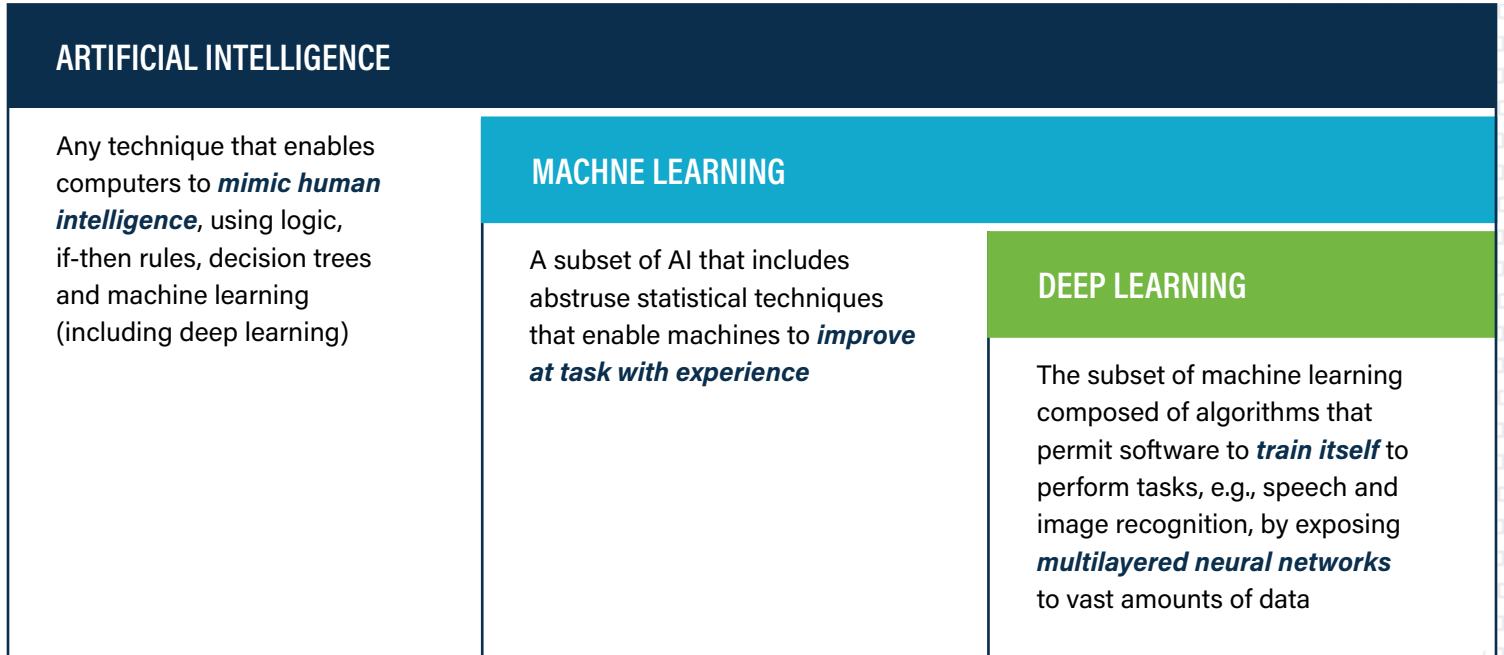 ARTIFICIAL INTELLIGENCE
Any technique that enables
computers to mimic human
intelligence, using logic,
if-then rules, decision trees
and machine learning
(including deep learning)
MACHNE LEARNING
A subset of AI that includes
abstruse statistical techniques
that enable machines to improve
at task with experience
DEEP LEARNING
The subset of machine learning
composed of algorithms that
permit software to train itself to
perform tasks, e.g., speech and
image recognition, by exposing
multilayered neural networks
to vast amounts of data